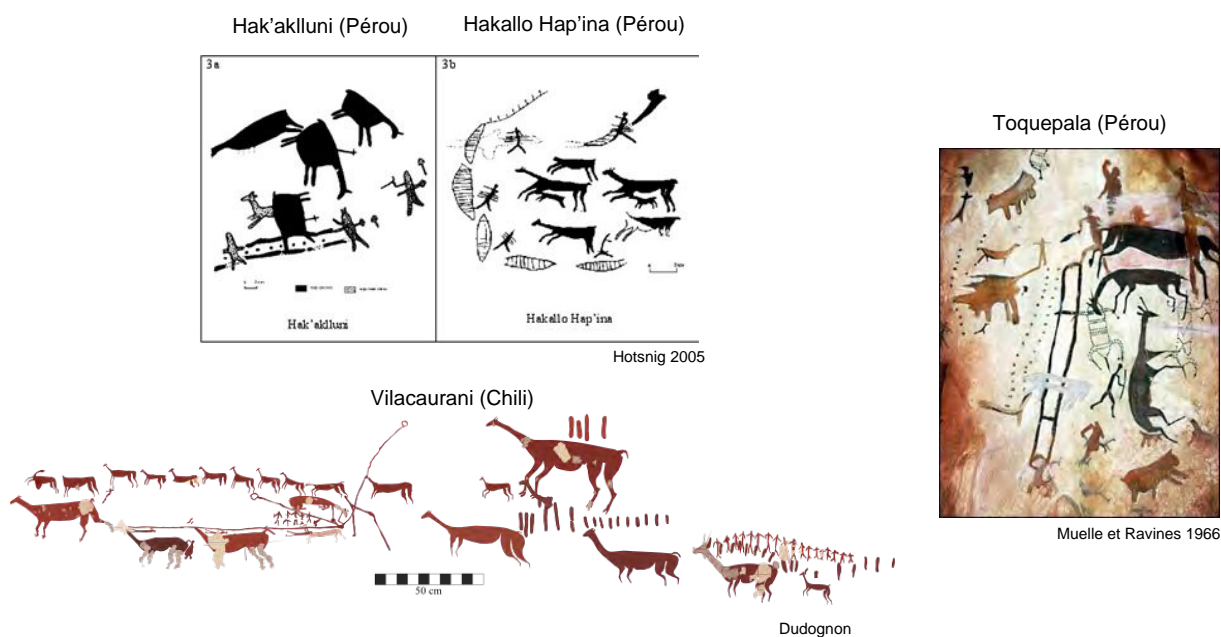 Hak’aklluni (Pérou)
Hakallo Hap’ina (Pérou)
3a
3b
Hak'aklluni
Hakallo Hap'ina
Hotsnig 2005
Toquepala (Pérou)
Muelle et Ravines 1966
Vilacaurani (Chili)
50 cm
Dudognon